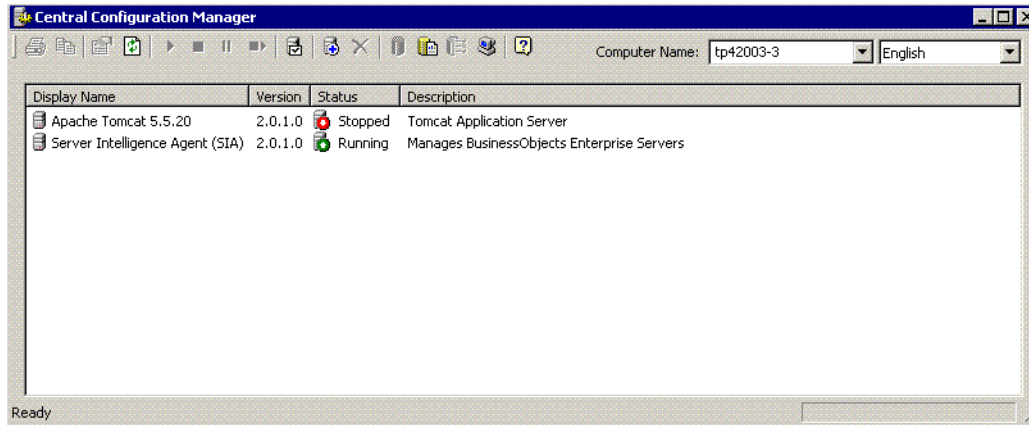 Central Configuration Manager
Computer Name: tp42003-3 English
Display Name Version Status Description
Apache Tomcat 5.5.20 2.0.1.0 Stopped Tomcat Application Server
Server Intelligence Agent (SIA) 2.0.1.0 Running Manages BusinessObjects Enterprise Servers
Ready